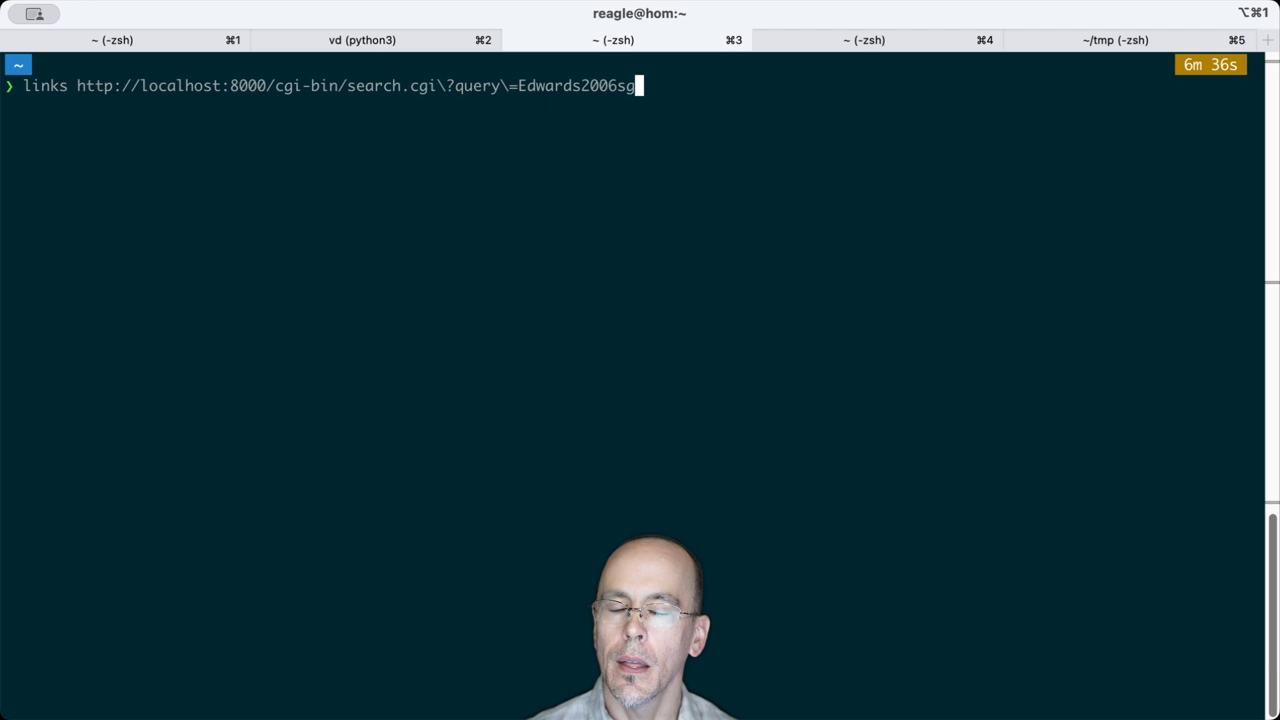 reagle@hom:~
⌥⌘1
~ (-zsh) ⌘1 vd (python3) ⌘2 ~ (-zsh) ⌘3 ~ (-zsh) ⌘4 ~/tmp (-zsh) ⌘5 +
~ 6m 36s
❯ links http://localhost:8000/cgi-bin/search.cgi\?query\=Edwards2006sg